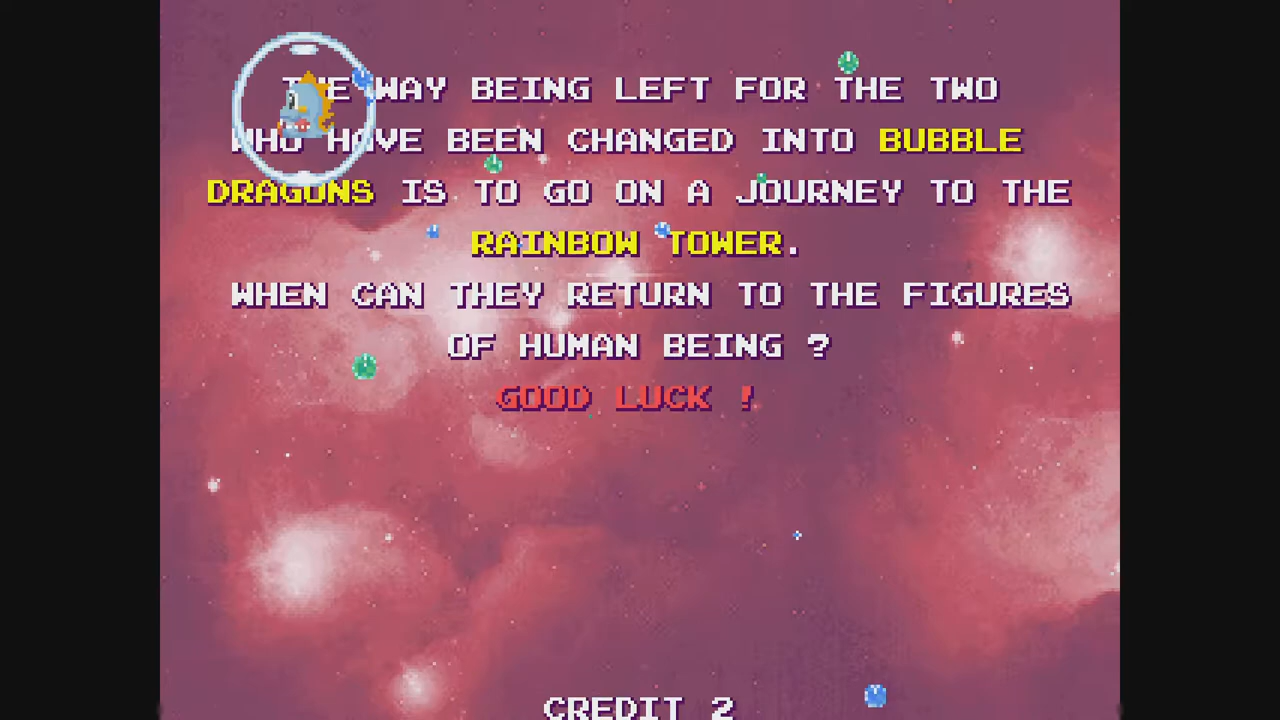 THE WAY BEING LEFT FOR THE TWO
WHO HAVE BEEN CHANGED INTO BUBBLE
DRAGONS IS TO GO ON A JOURNEY TO THE
RAINBOW TOWER.
WHEN CAN THEY RETURN TO THE FIGURES
OF HUMAN BEING ?
GOOD LUCK !
CREDIT 2